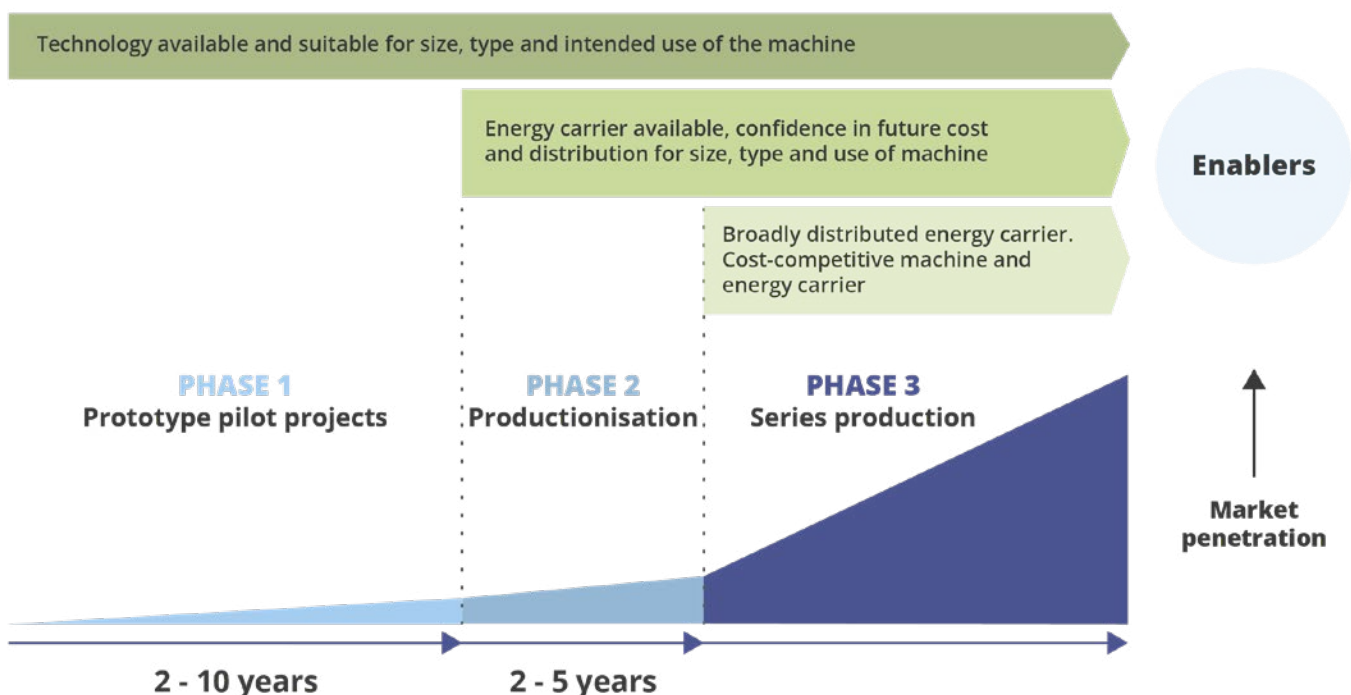 Technology available and suitable for size, type and intended use of the machine
Energy carrier available, confidence in future cost
and distribution for size, type and use of machine
Enablers
Broadly distributed energy carrier.
Cost-competitive machine and
energy carrier
PHASE 1
Prototype pilot projects
PHASE 2
Productionisation
PHASE 3
Series production
Market
penetration
2 - 10 years
2 - 5 years